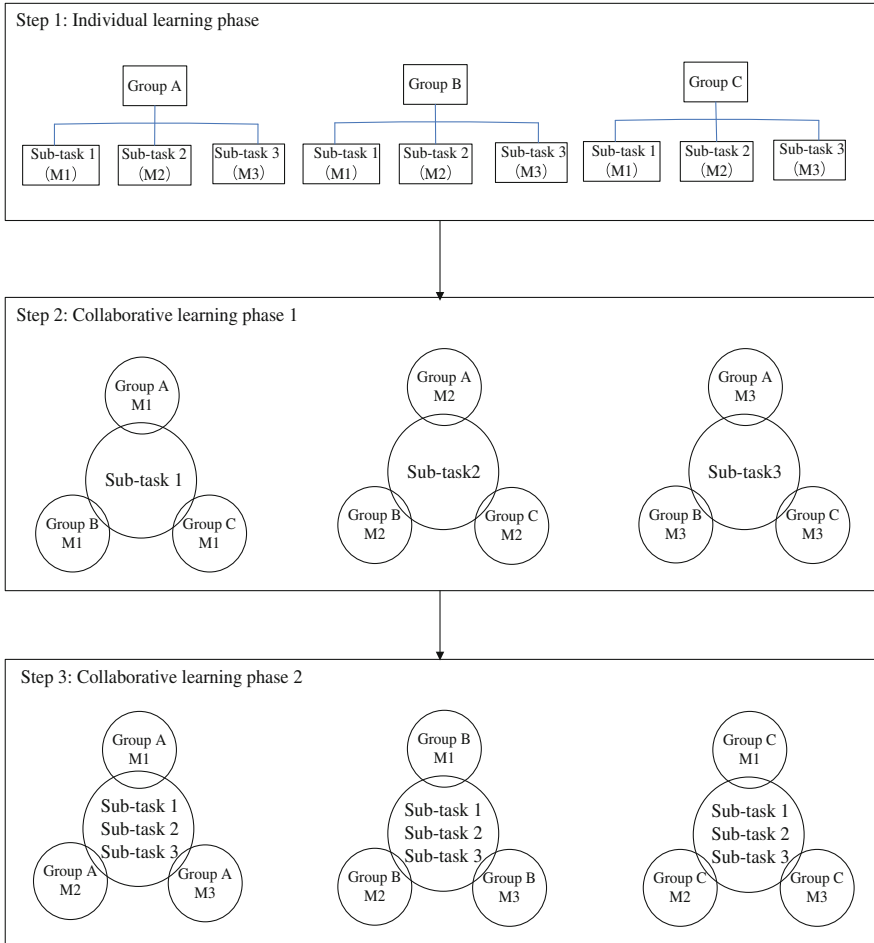 Step 1: Individual learning phase
Group A
Group B
Group C
Sub-task 1
(M1)
Sub-task 2
(M2)
Sub-task 3
(M3)
Sub-task 1
(M1)
Sub-task 2
(M2)
Sub-task 3
(M3)
Sub-task 1
(M1)
Sub-task 2
(M2)
Sub-task 3
(M3)
Step 2: Collaborative learning phase 1
Group A
M1
Sub-task 1
Group B
M1
Group C
M1
Group A
M2
Sub-task2
Group B
M2
Group C
M2
Group A
M3
Sub-task3
Group B
M3
Group C
M3
Step 3: Collaborative learning phase 2
Group A
M1
Sub-task 1
Sub-task 2
Sub-task 3
Group A
M2
Group A
M3
Group B
M1
Sub-task 1
Sub-task 2
Sub-task 3
Group B
M2
Group B
M3
Group C
M1
Sub-task 1
Sub-task 2
Sub-task 3
Group C
M2
Group C
M3